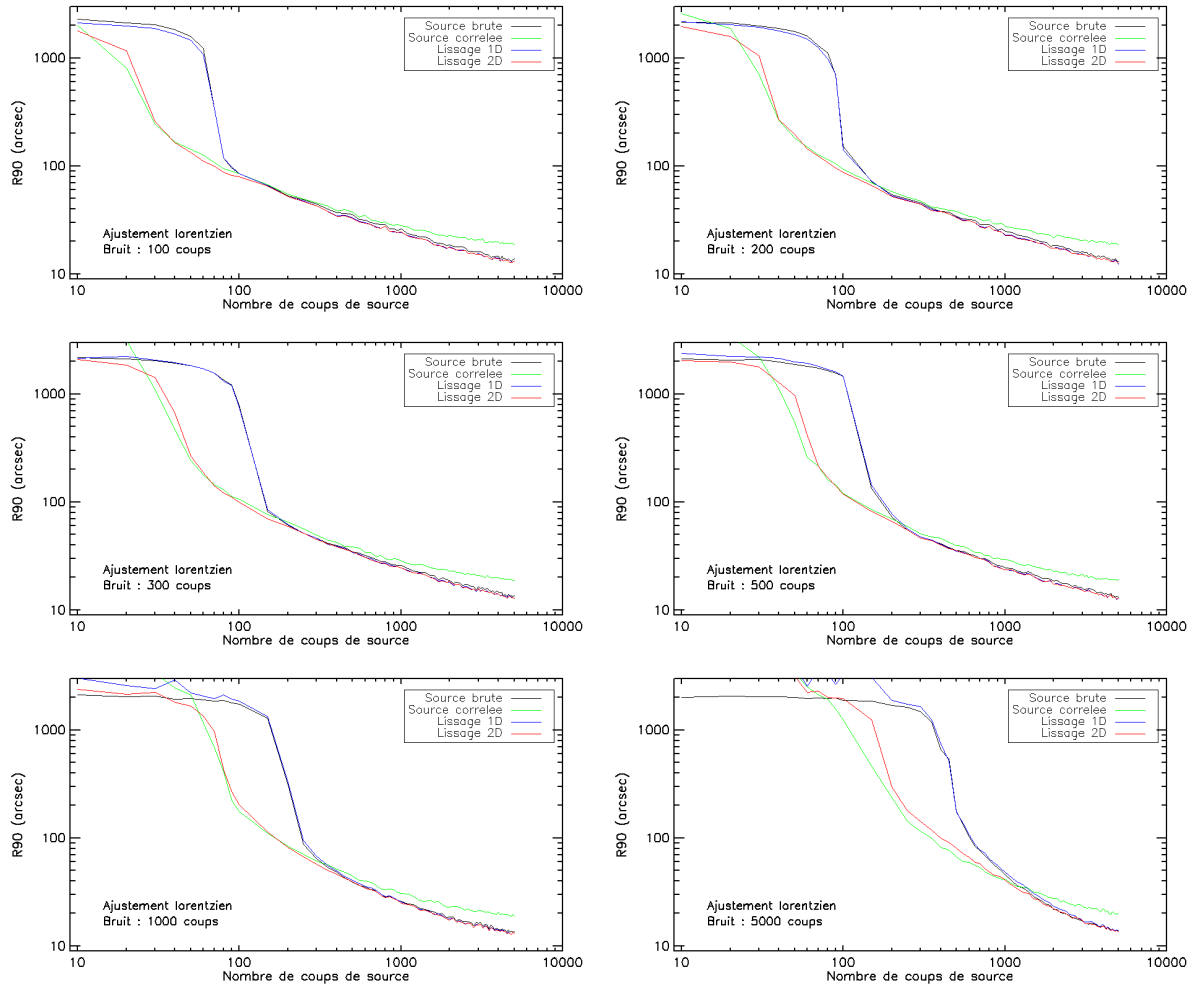 Source brute
Source correlee
Lissage 1D
Lissage 2D
1000
100
10
R90 (arcsec)
Ajustement lorentzien
Bruit : 100 coups
10 100 1000 10000
Nombre de coups de source
Source brute
Source correlee
Lissage 1D
Lissage 2D
1000
100
10
R90 (arcsec)
Ajustement lorentzien
Bruit : 200 coups
10 100 1000 10000
Nombre de coups de source
Source brute
Source correlee
Lissage 1D
Lissage 2D
1000
100
10
R90 (arcsec)
Ajustement lorentzien
Bruit : 300 coups
10 100 1000 10000
Nombre de coups de source
Source brute
Source correlee
Lissage 1D
Lissage 2D
1000
100
10
R90 (arcsec)
Ajustement lorentzien
Bruit : 500 coups
10 100 1000 10000
Nombre de coups de source
Source brute
Source correlee
Lissage 1D
Lissage 2D
1000
100
10
R90 (arcsec)
Ajustement lorentzien
Bruit : 1000 coups
10 100 1000 10000
Nombre de coups de source
Source brute
Source correlee
Lissage 1D
Lissage 2D
1000
100
10
R90 (arcsec)
Ajustement lorentzien
Bruit : 5000 coups
10 100 1000 10000
Nombre de coups de source